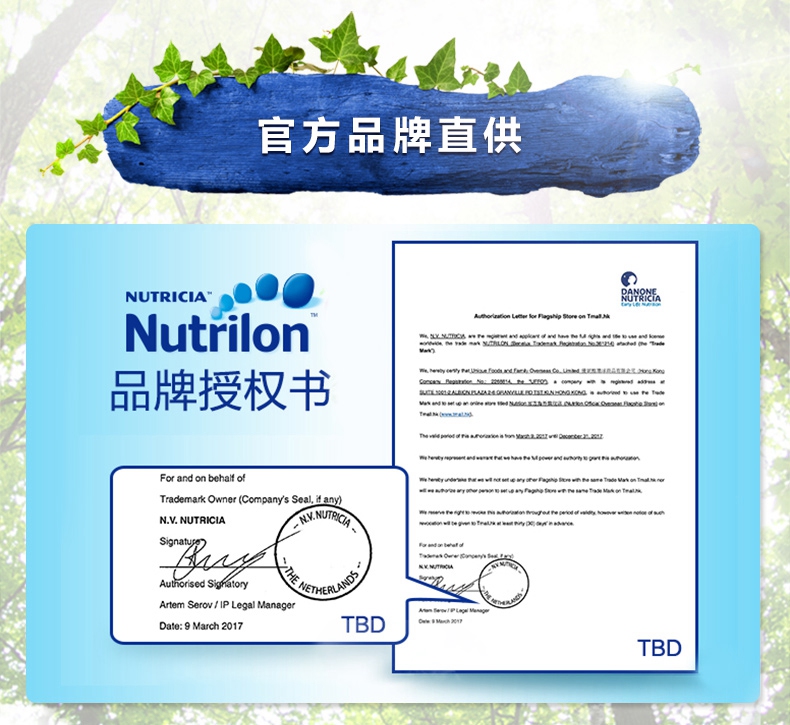 官方品牌直供
NUTRICIA™
Nutrilon™
品牌授权书
DANONE
NUTRICIA
Early Life Nutrition
Authorization Letter for Flagship Store on Tmall.hk
We, N.V. NUTRICIA, are the registrant and applicant of and have the full rights and title to use and license
worldwide, the trade mark NUTRILON (Benelux Trademark Registration No.361214) attached (the "Trade
Mark").
We, hereby certify that Unique Foods and Family Overseas Co., Limited (Hong Kong
Company Registration No.: 2268814, the "UFFO"), a company with its registered address at
SUITE 1001-2 ALBION PLAZA 2-6 GRANVILLE RD TST KLN HONG KONG, is authorized to use the Trade
Mark and to set up an online store titled Nutrilon (Nutrilon Official Overseas Flagship Store) on
Tmall.hk (www.tmall.hk).
The valid period of this authorization is from March 9, 2017 until December 31, 2017.
We hereby represent and warrant that we have the full power and authority to grant this authorization.
We hereby undertake that we will not set up any other Flagship Store with the same Trade Mark on Tmall.hk nor
will we authorize any other person to set up any Flagship Store with the same Trade Mark on Tmall.hk.
We reserve the right to revoke this authorization throughout the period of validity, however written notice of such
revocation will be given to Tmall.hk at least thirty (30) days' in advance.
For and on behalf of
Trademark Owner (Company's Seal, if any)
N.V. NUTRICIA
Signature
Artem Serov / IP Legal Manager
Date: 9 March 2017
- N.V. NUTRICIA -
- THE NETHERLANDS -
TBD
For and on behalf of
Trademark Owner (Company's Seal, if any)
N.V. NUTRICIA
Signature
Authorised Signatory
Artem Serov / IP Legal Manager
Date: 9 March 2017
- N.V. NUTRICIA -
- THE NETHERLANDS -
TBD